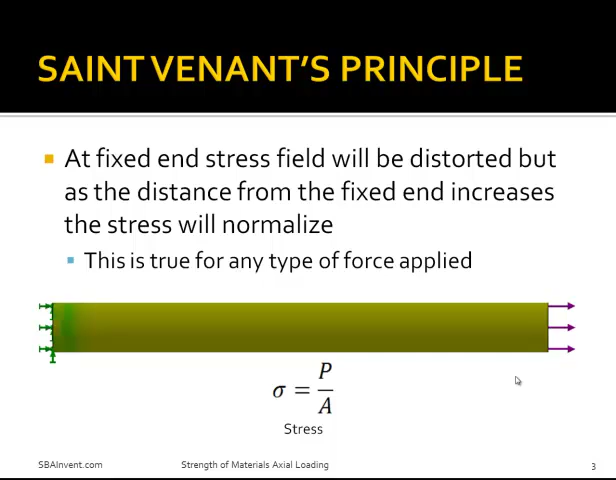 SAINT VENANT'S PRINCIPLE
At fixed end stress field will be distorted but
as the distance from the fixed end increases
the stress will normalize
This is true for any type of force applied
σ = P/A
Stress
SBAInvent.com Strength of Materials Axial Loading 3